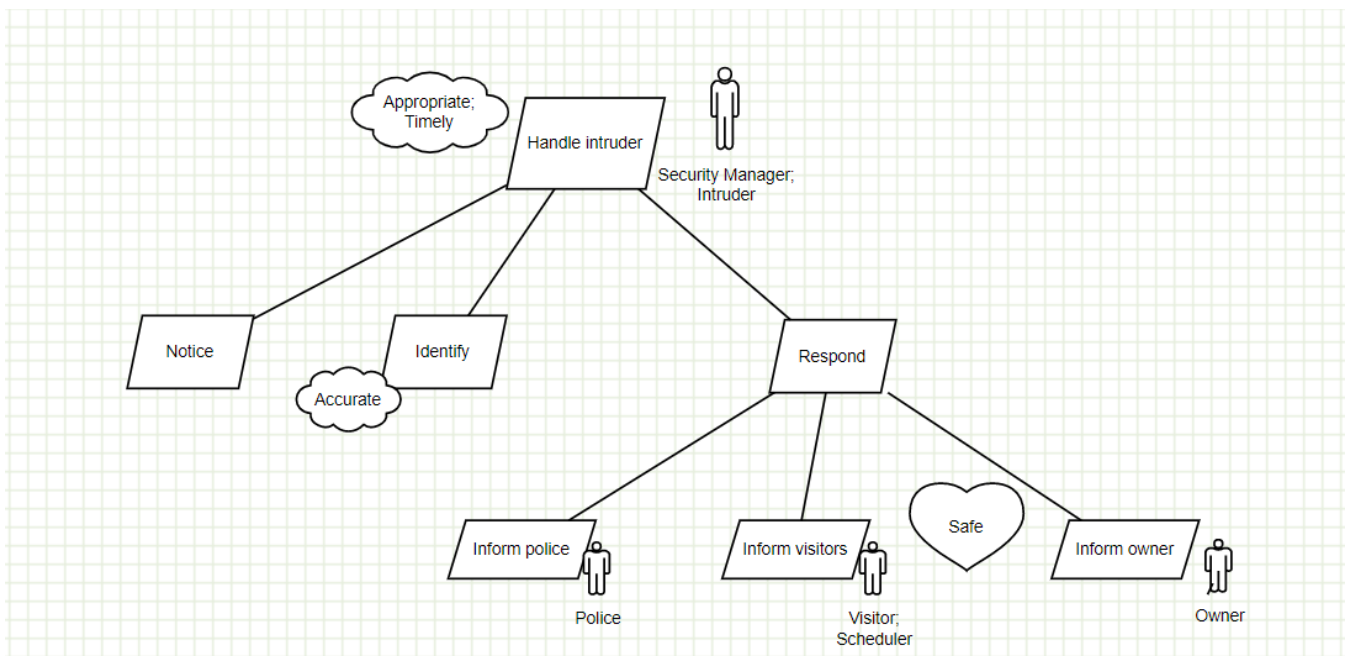 Appropriate;
Timely
Handle intruder
Security Manager;
Intruder
Notice
Identify
Respond
Accurate
Safe
Inform police
Inform visitors
Inform owner
Police
Visitor;
Scheduler
Owner